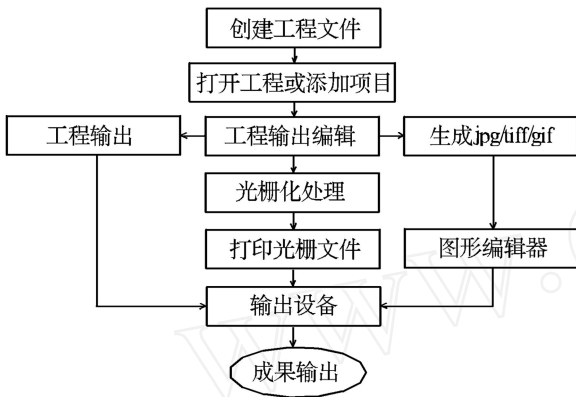 创建工程文件
打开工程或添加项目
工程输出
工程输出编辑
生成jpg/tiff/gif
光栅化处理
打印光栅文件
图形编辑器
输出设备
成果输出
www.